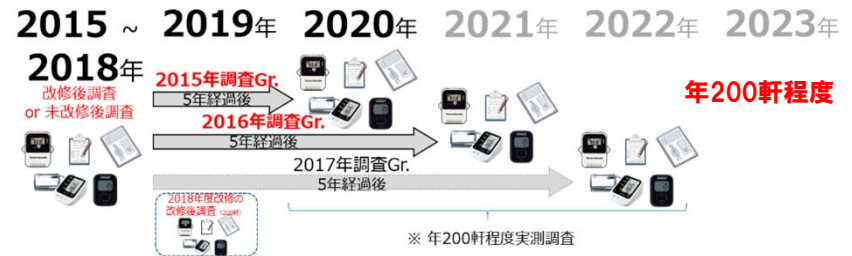 2015 ~ 2019年 2020年 2021年 2022年 2023年
2018年
改修後調査
or 未改修後調査
2015年調査Gr.
5年経過後
年200軒程度
2016年調査Gr.
5年経過後
2017年調査Gr.
5年経過後
2018年度改修の
改修後調査
※ 年200軒程度実測調査